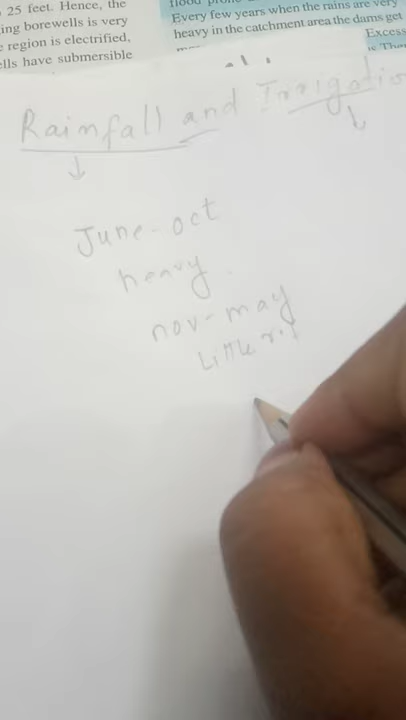 25 feet. Hence, the
ing borewells is very
region is electrified,
ells have submersible
Every few years when the rains are very
heavy in the catchment area the dams get
Excess
Rainfall and Irrigation
June-oct
heavy
nov-may
Little